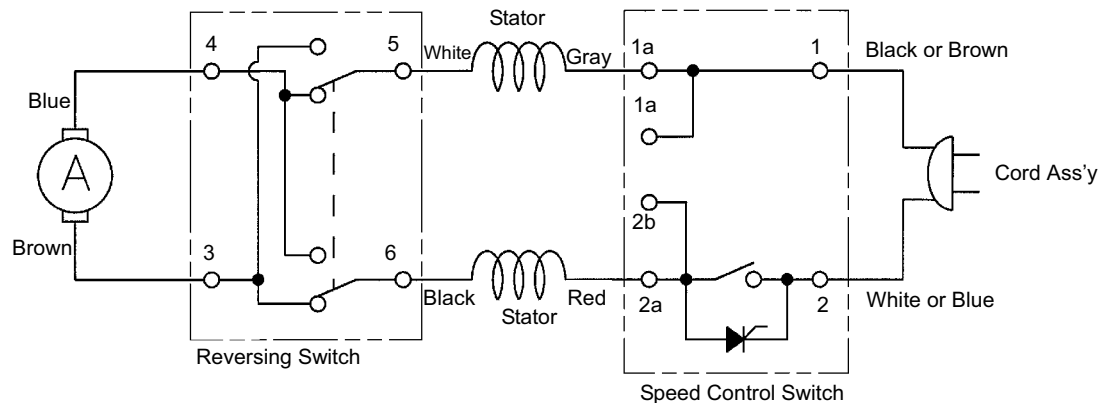 Stator
4
5
White
Gray
1a
1
Black or Brown
1a
Blue
A
Cord Ass'y
2b
Brown
3
6
Black
Red
2a
2
White or Blue
Stator
Reversing Switch
Speed Control Switch